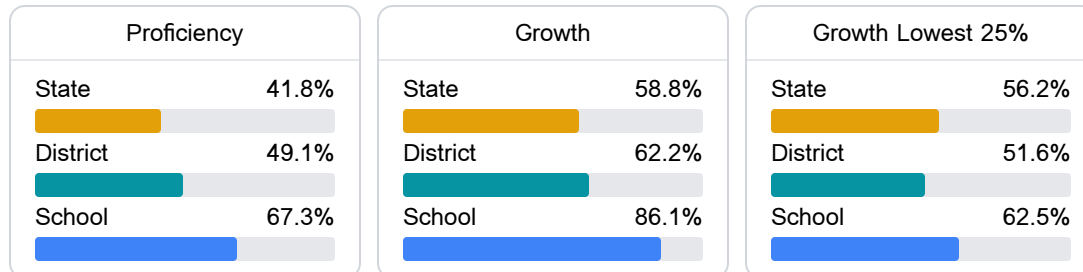 Proficiency
State 41.8%
District 49.1%
School 67.3%
Growth
State 58.8%
District 62.2%
School 86.1%
Growth Lowest 25%
State 56.2%
District 51.6%
School 62.5%